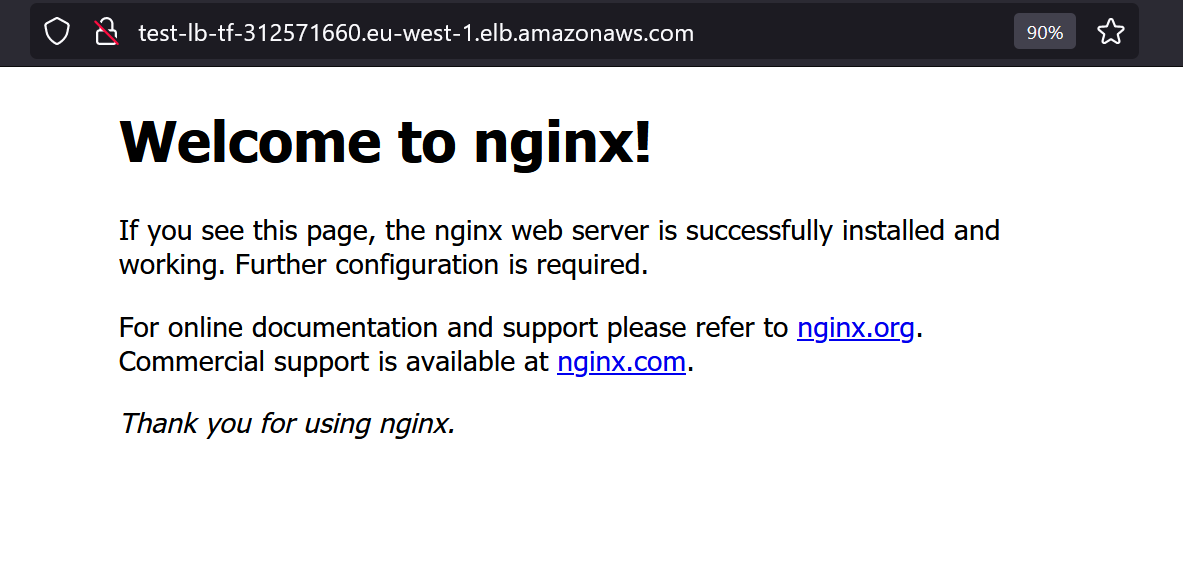 test-lb-tf-312571660.eu-west-1.elb.amazonaws.com
90%
Welcome to nginx!
If you see this page, the nginx web server is successfully installed and
working. Further configuration is required.
For online documentation and support please refer to nginx.org.
Commercial support is available at nginx.com.
Thank you for using nginx.